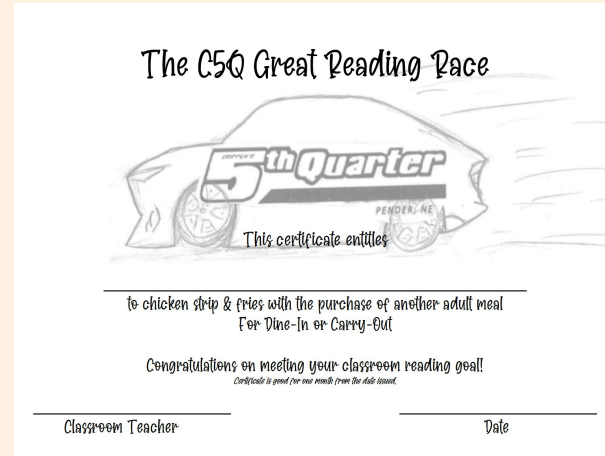 The C5Q Great Reading Race
5th Quarter
PENDER, NE
This certificate entitles
to chicken strip & fries with the purchase of another adult meal
For Dine-In or Carry-Out
Congratulations on meeting your classroom reading goal!
Certificate is good for one month from the date issued.
Classroom Teacher
Date